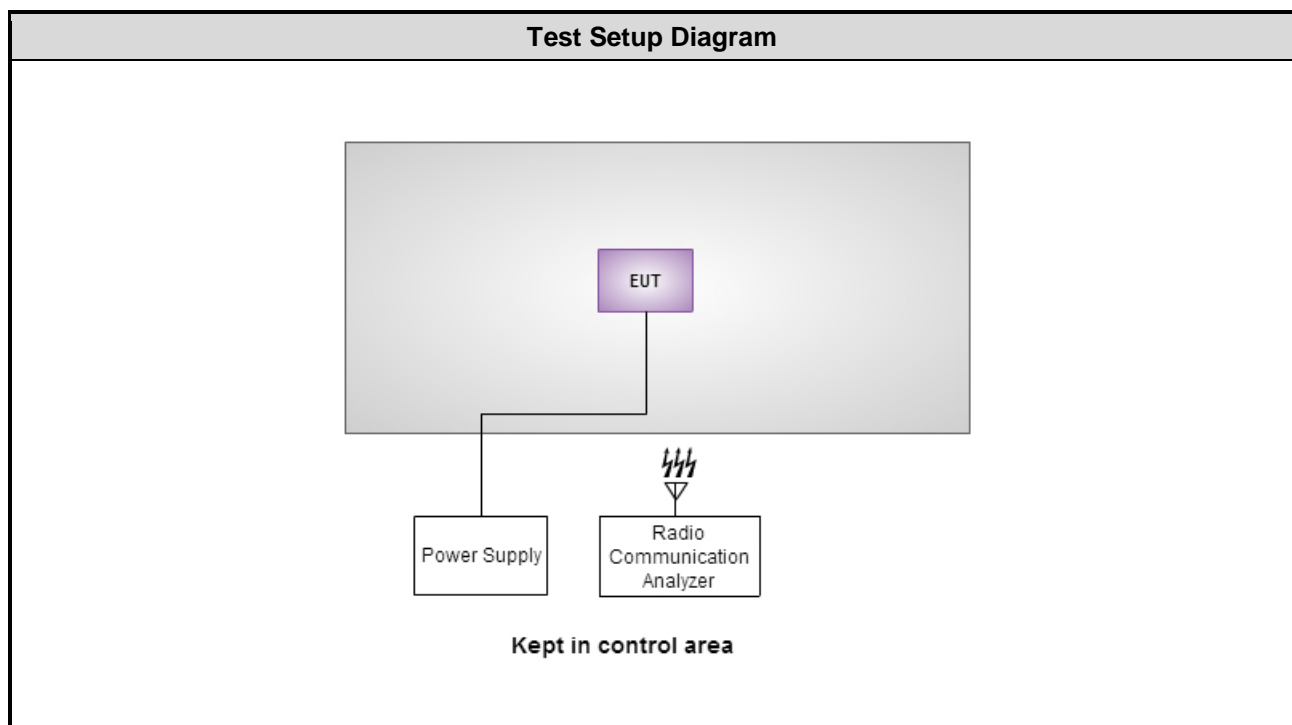 Test Setup Diagram
EUT
Power Supply
Radio
Communication
Analyzer
Kept in control area